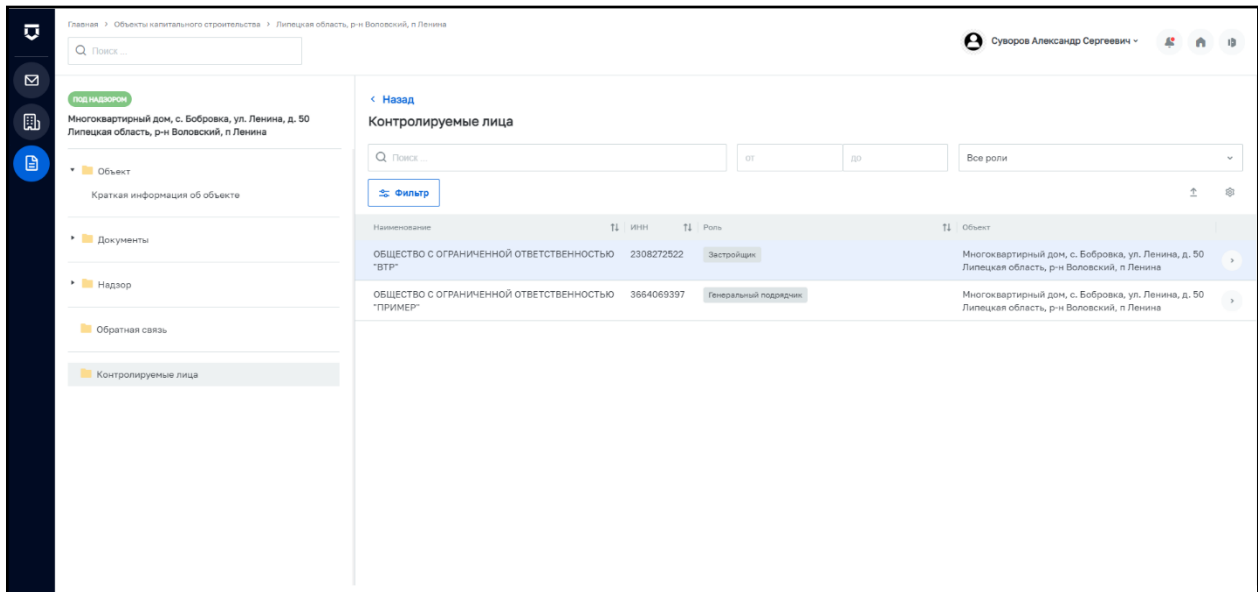 Главная > Объекты капитального строительства > Липецкая область, р-н Воловский, п Ленина
Поиск ...
Суворов Александр Сергеевич
ПОД НАДЗОРОМ
Многоквартирный дом, с. Бобровка, ул. Ленина, д. 50
Липецкая область, р-н Воловский, п Ленина
Объект
Краткая информация об объекте
Документы
Надзор
Обратная связь
Контролируемые лица
< Назад
Контролируемые лица
Поиск ...
от
до
Все роли
Фильтр
Наименование
ИНН
Роль
Объект
ОБЩЕСТВО С ОГРАНИЧЕННОЙ ОТВЕТСТВЕННОСТЬЮ
"ВТР"
2308272522
Застройщик
Многоквартирный дом, с. Бобровка, ул. Ленина, д. 50
Липецкая область, р-н Воловский, п Ленина
ОБЩЕСТВО С ОГРАНИЧЕННОЙ ОТВЕТСТВЕННОСТЬЮ
"ПРИМЕР"
3664069397
Генеральный подрядчик
Многоквартирный дом, с. Бобровка, ул. Ленина, д. 50
Липецкая область, р-н Воловский, п Ленина